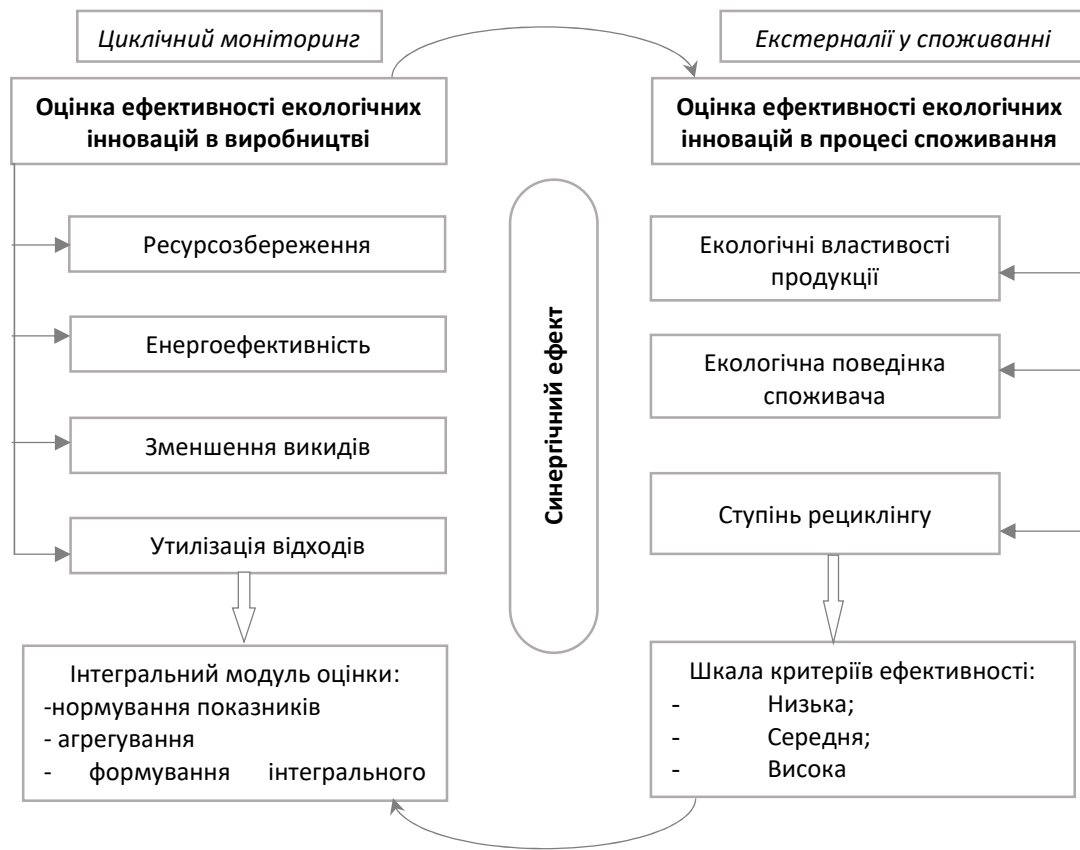 Циклічний моніторинг
Екстерналії у споживанні
Оцінка ефективності екологічних
інновацій в виробництві
Оцінка ефективності екологічних
інновацій в процесі споживання
Ресурсозбереження
Енергоефективність
Зменшення викидів
Утилізація відходів
Синергічний ефект
Екологічні властивості
продукції
Екологічна поведінка
споживача
Ступінь рециклінгу
Інтегральний модуль оцінки:
-нормування показників
- агрегування
- формування інтегрального
Шкала критеріїв ефективності:
- Низька;
- Середня;
- Висока